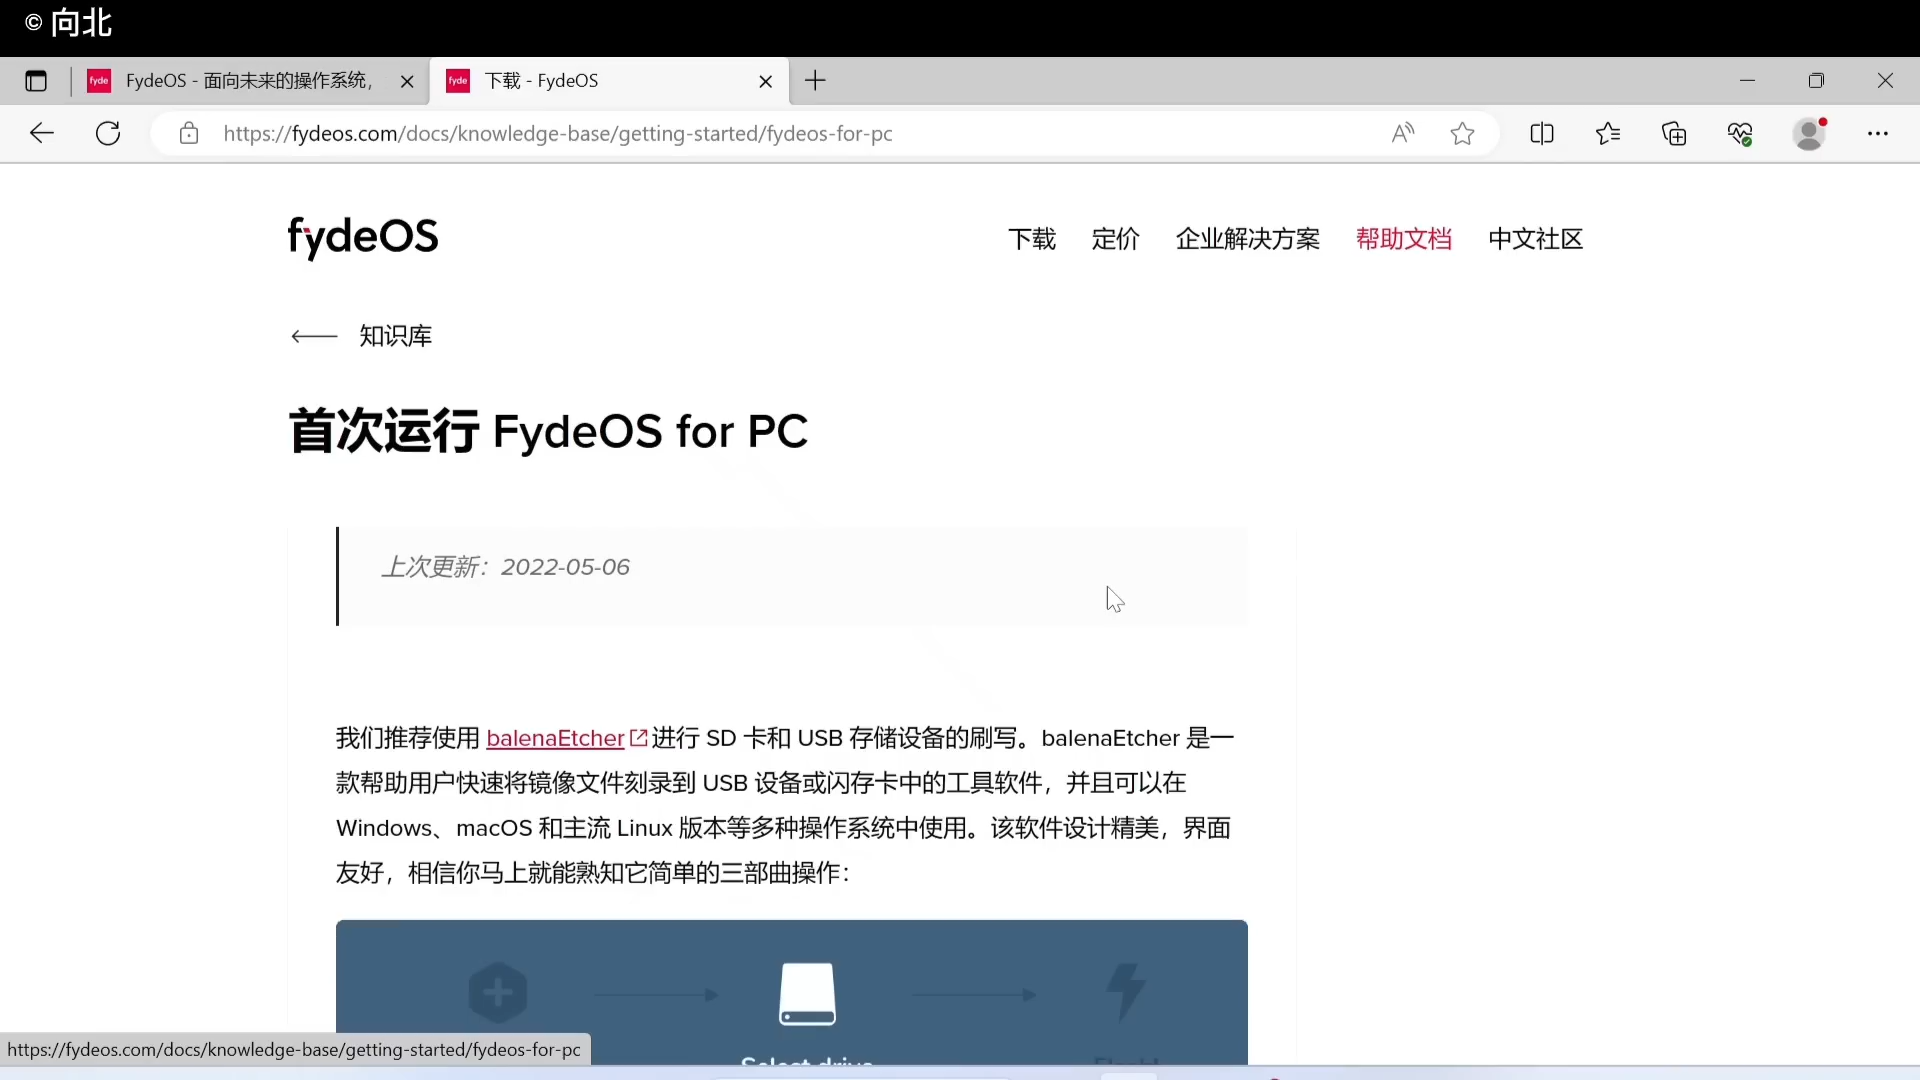 © 向北
fyde FydeOS - 面向未来的操作系统,
fyde 下载 - FydeOS
https://fydeos.com/docs/knowledge-base/getting-started/fydeos-for-pc
fydeOS
下载 定价 企业解决方案 帮助文档 中文社区
知识库
首次运行 FydeOS for PC
上次更新：2022-05-06
我们推荐使用 balenaEtcher 进行 SD 卡和 USB 存储设备的刷写。balenaEtcher 是一
款帮助用户快速将镜像文件刻录到 USB 设备或闪存卡中的工具软件，并且可以在
Windows、macOS 和主流 Linux 版本等多种操作系统中使用。该软件设计精美，界面
友好，相信你马上就能熟知它简单的三部曲操作：
Select drive
https://fydeos.com/docs/knowledge-base/getting-started/fydeos-for-pc